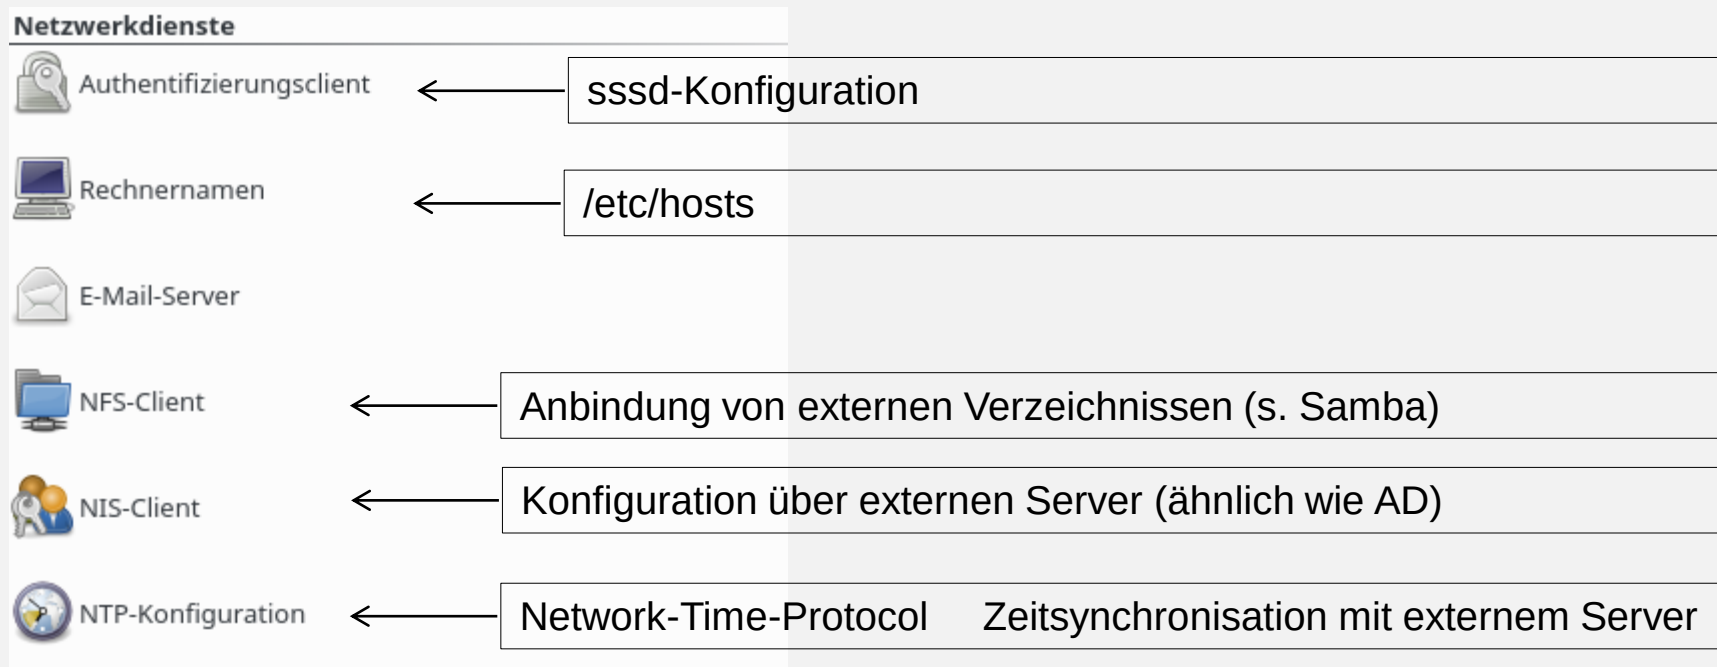 Netzwerkdienste
Authentifizierungsclient
sssd-Konfiguration
Rechnernamen
/etc/hosts
E-Mail-Server
NFS-Client
Anbindung von externen Verzeichnissen (s. Samba)
NIS-Client
Konfiguration über externen Server (ähnlich wie AD)
NTP-Konfiguration
Network-Time-Protocol Zeitsynchronisation mit externem Server